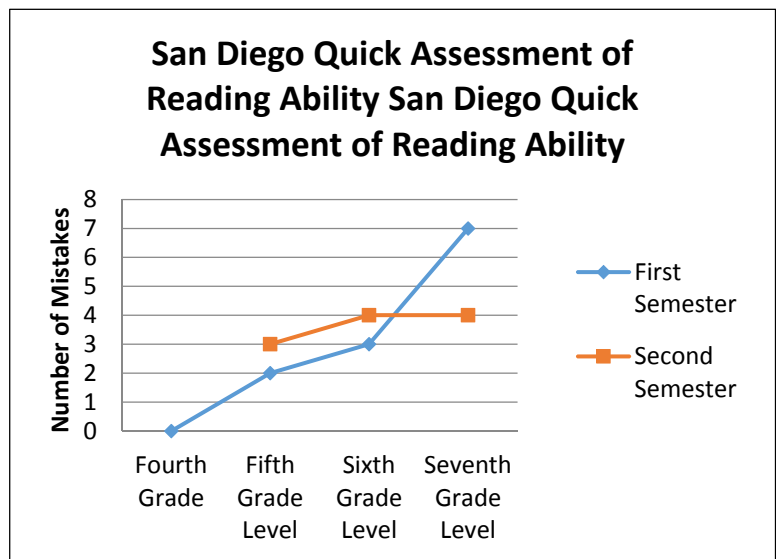 San Diego Quick Assessment of
Reading Ability San Diego Quick
Assessment of Reading Ability
Number of Mistakes
8
7
6
5
4
3
2
1
0
Fourth
Grade
Fifth
Grade
Level
Sixth
Grade
Level
Seventh
Grade
Level
First
Semester
Second
Semester